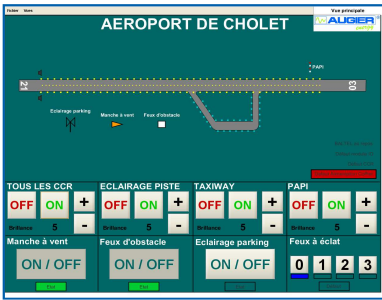 Fichier Vues
Vue principale
AEROPORT DE CHOLET
AUGIER
PAPI
21
03
Eclairage parking
Manche à vent
Feux d'obstacle
TOUS LES CCR
ECLAIRAGE PISTE
TAXIWAY
PAPI
OFF ON + OFF ON + OFF ON + OFF ON +
Brillance 5 - Brillance 5 - Brillance 5 - Brillance 5 -
Manche à vent
Feux d'obstacle
Eclairage parking
Feux à éclat
ON / OFF
ON / OFF
ON / OFF
0 1 2 3